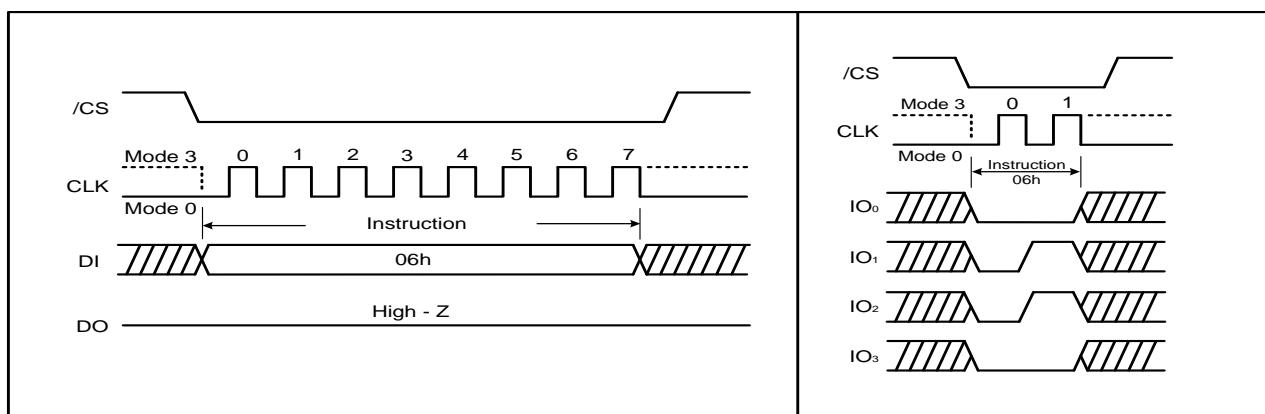 /CS
Mode 3 0 1 2 3 4 5 6 7
CLK
Mode 0
Instruction
DI 06h
High - Z
DO
/CS
Mode 3 0 1
CLK
Mode 0 Instruction
06h
IO₀
IO₁
IO₂
IO₃